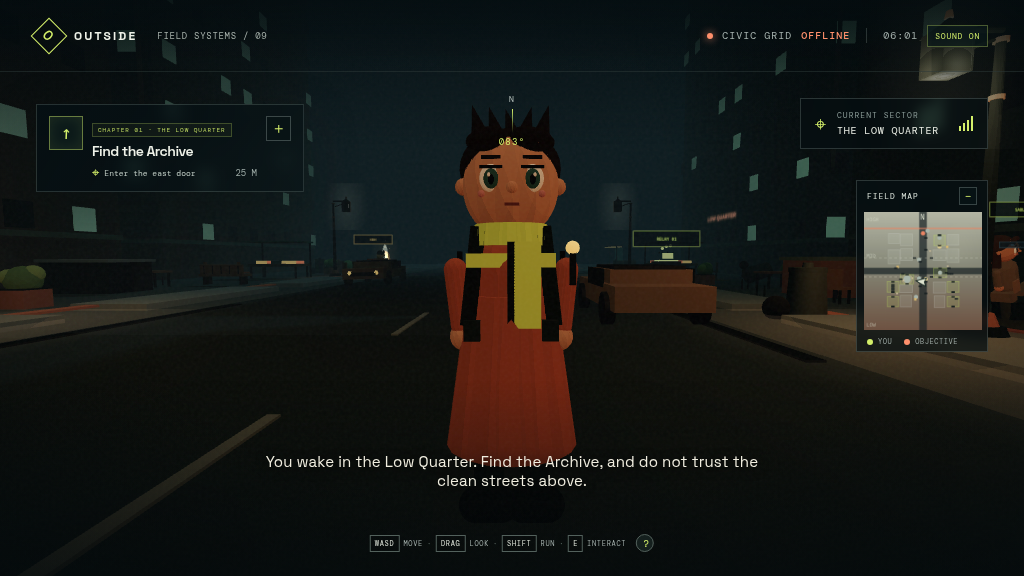 OUTSIDE
FIELD SYSTEMS / 09
CIVIC GRID OFFLINE
06:01
SOUND ON
N
083°
↑
CHAPTER 01 · THE LOW QUARTER
Find the Archive
Enter the east door
25 M
+
CURRENT SECTOR
THE LOW QUARTER
FIELD MAP
−
N
LOW
YOU
OBJECTIVE
RELAY 01
LOW QUARTER
You wake in the Low Quarter. Find the Archive, and do not trust the
clean streets above.
WASD MOVE · DRAG LOOK · SHIFT RUN · E INTERACT ?